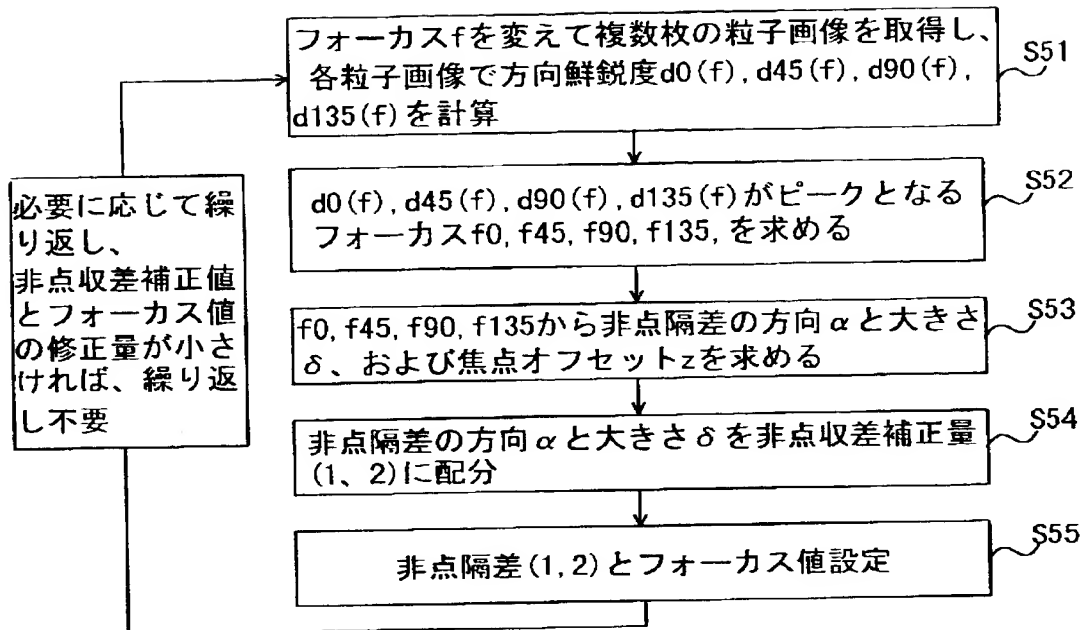 フォーカスfを変えて複数枚の粒子画像を取得し、
各粒子画像で方向鮮鋭度d0(f),d45(f),d90(f),
d135(f)を計算
S51
d0(f),d45(f),d90(f),d135(f)がピークとなる
フォーカスf0,f45,f90,f135,を求める
S52
f0,f45,f90,f135から非点隔差の方向αと大きさ
δ、および焦点オフセットzを求める
S53
非点隔差の方向αと大きさδを非点収差補正量
(1、2)に配分
S54
非点隔差(1,2)とフォーカス値設定
S55
必要に応じて繰
り返し、
非点収差補正値
とフォーカス値
の修正量が小さ
ければ、繰り返
し不要